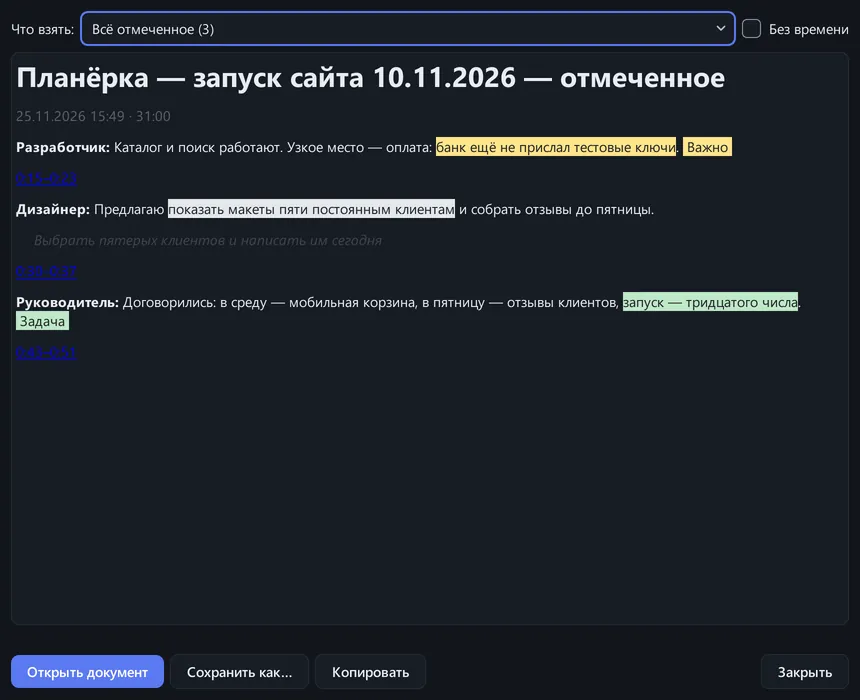 Что взять:
Всё отмеченное (3)
Без времени
Планёрка — запуск сайта 10.11.2026 — отмеченное
25.11.2026 15:49 · 31:00
Разработчик: Каталог и поиск работают. Узкое место — оплата: банк ещё не прислал тестовые ключи. Важно
Дизайнер: Предлагаю показать макеты пяти постоянным клиентам и собрать отзывы до пятницы.
Выбрать пятерых клиентов и написать им сегодня
Руководитель: Договорились: в среду — мобильная корзина, в пятницу — отзывы клиентов, запуск — тридцатого числа.
Задача
Открыть документ
Сохранить как...
Копировать
Закрыть